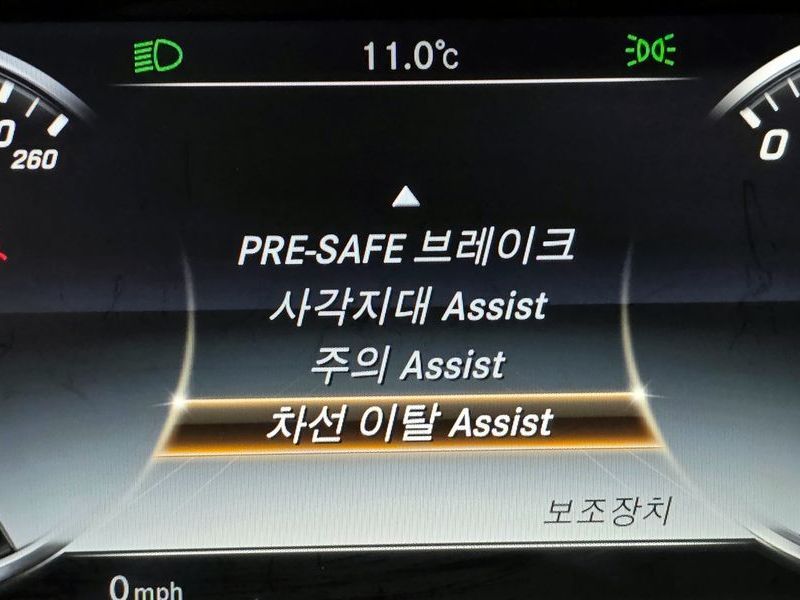 11.0°C
260
0
PRE-SAFE 브레이크
사각지대 Assist
주의 Assist
차선 이탈 Assist
보조장치
0 mph